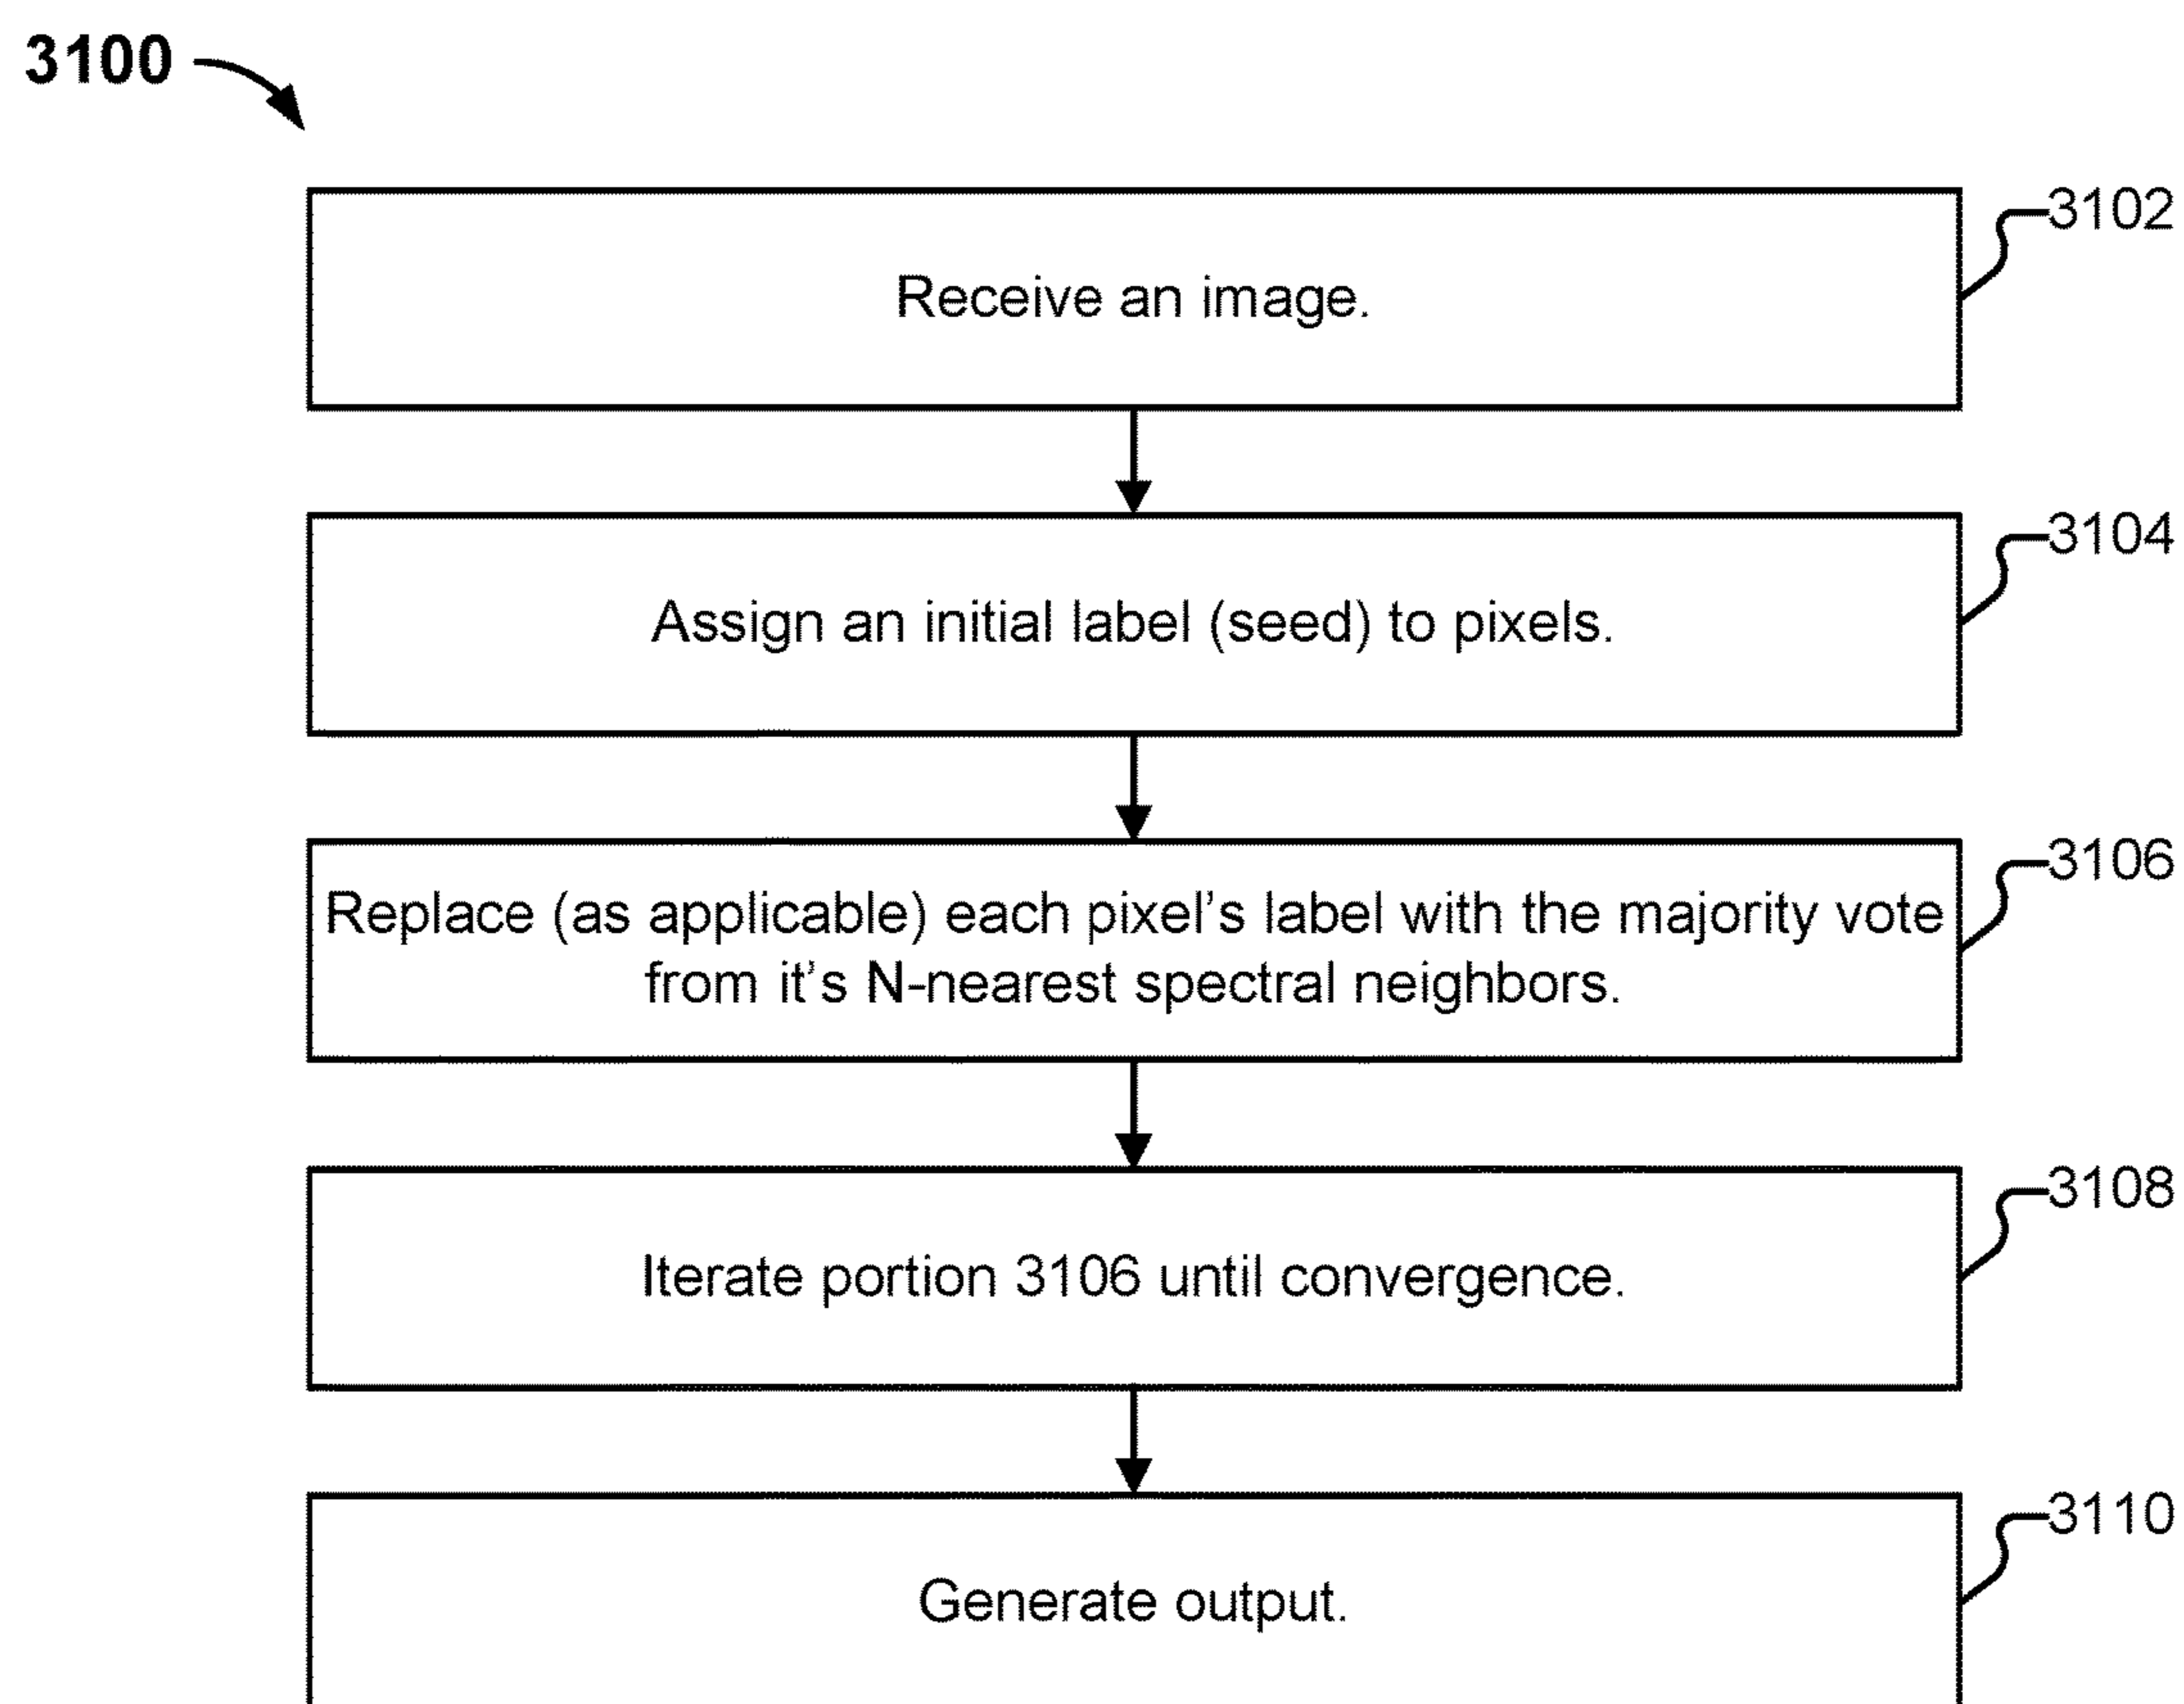 3100
3102
Receive an image.
3104
Assign an initial label (seed) to pixels.
3106
Replace (as applicable) each pixel's label with the majority vote
from it's N-nearest spectral neighbors.
3108
Iterate portion 3106 until convergence.
3110
Generate output.